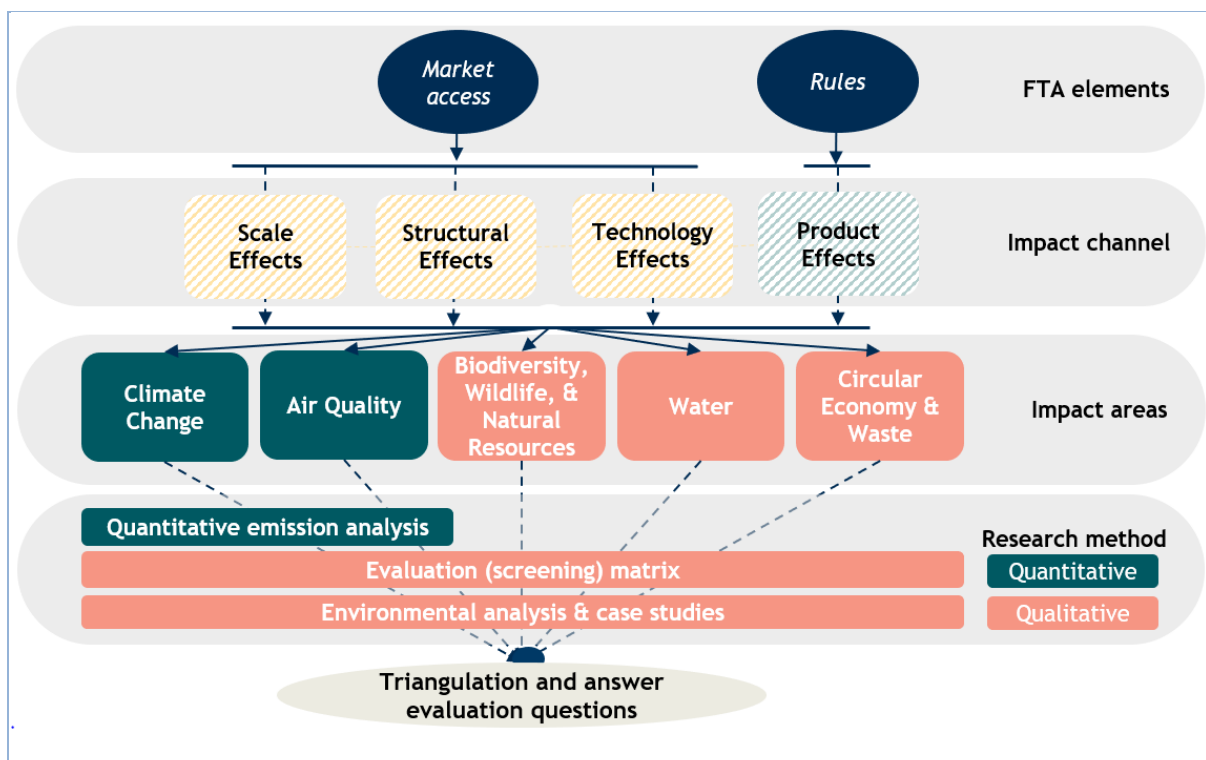 Market
access
Rules
FTA elements
Scale
Effects
Structural
Effects
Technology
Effects
Product
Effects
Impact channel
Climate
Change
Air Quality
Biodiversity,
Wildlife, &
Natural
Resources
Water
Circular
Economy &
Waste
Impact areas
Quantitative emission analysis
Evaluation (screening) matrix
Environmental analysis & case studies
Research method
Quantitative
Qualitative
Triangulation and answer
evaluation questions